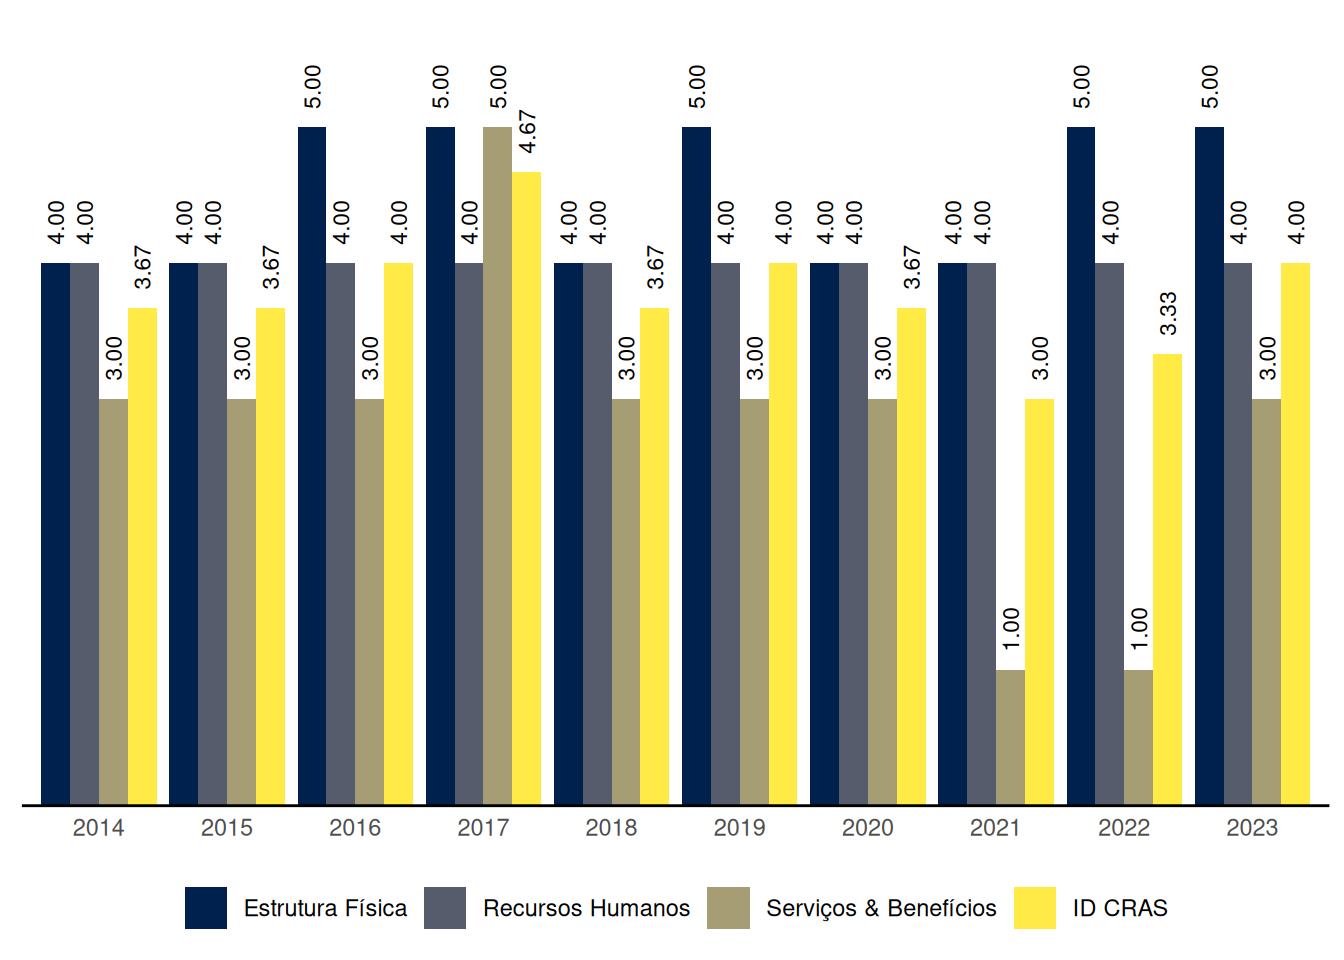 5.00 5.00 5.00 5.00 5.00 5.00
4.67
4.00 4.00 4.00 4.00 4.00 4.00 4.00 4.00 4.00 4.00 4.00 4.00 4.00 4.00 4.00 4.00 4.00 4.00
3.67 3.67 3.67 3.67
3.33
3.00 3.00 3.00 3.00 3.00 3.00 3.00 3.00
1.00 1.00
2014 2015 2016 2017 2018 2019 2020 2021 2022 2023
Estrutura Física Recursos Humanos Serviços & Benefícios ID CRAS